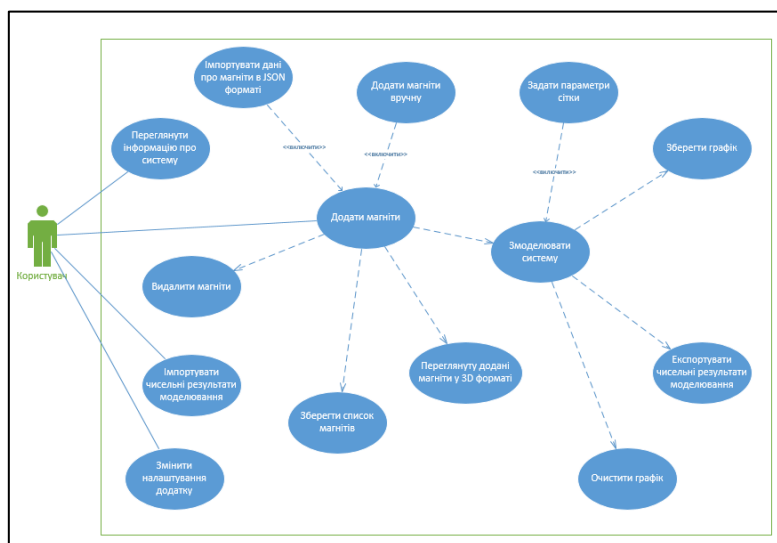 Імпортувати дані
про магніти в JSON
форматі
Додати магніти
вручну
Задати параметри
сітки
Переглянути
інформацію про
систему
<<включити>>
<<включити>>
<<включити>>
Зберегти графік
Додати магніти
Змоделювати
систему
Користувач
Видалити магніти
Імпортувати
чисельні результати
моделювання
Переглянуту додані
магніти у 3D форматі
Експортувати
чисельні результати
моделювання
Зберегти список
магнітів
Змінити
налаштування
додатку
Очистити графік